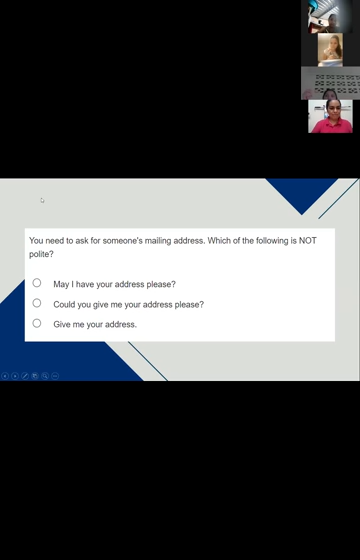 You need to ask for someone's mailing address. Which of the following is NOT
polite?
May I have your address please?
Could you give me your address please?
Give me your address.